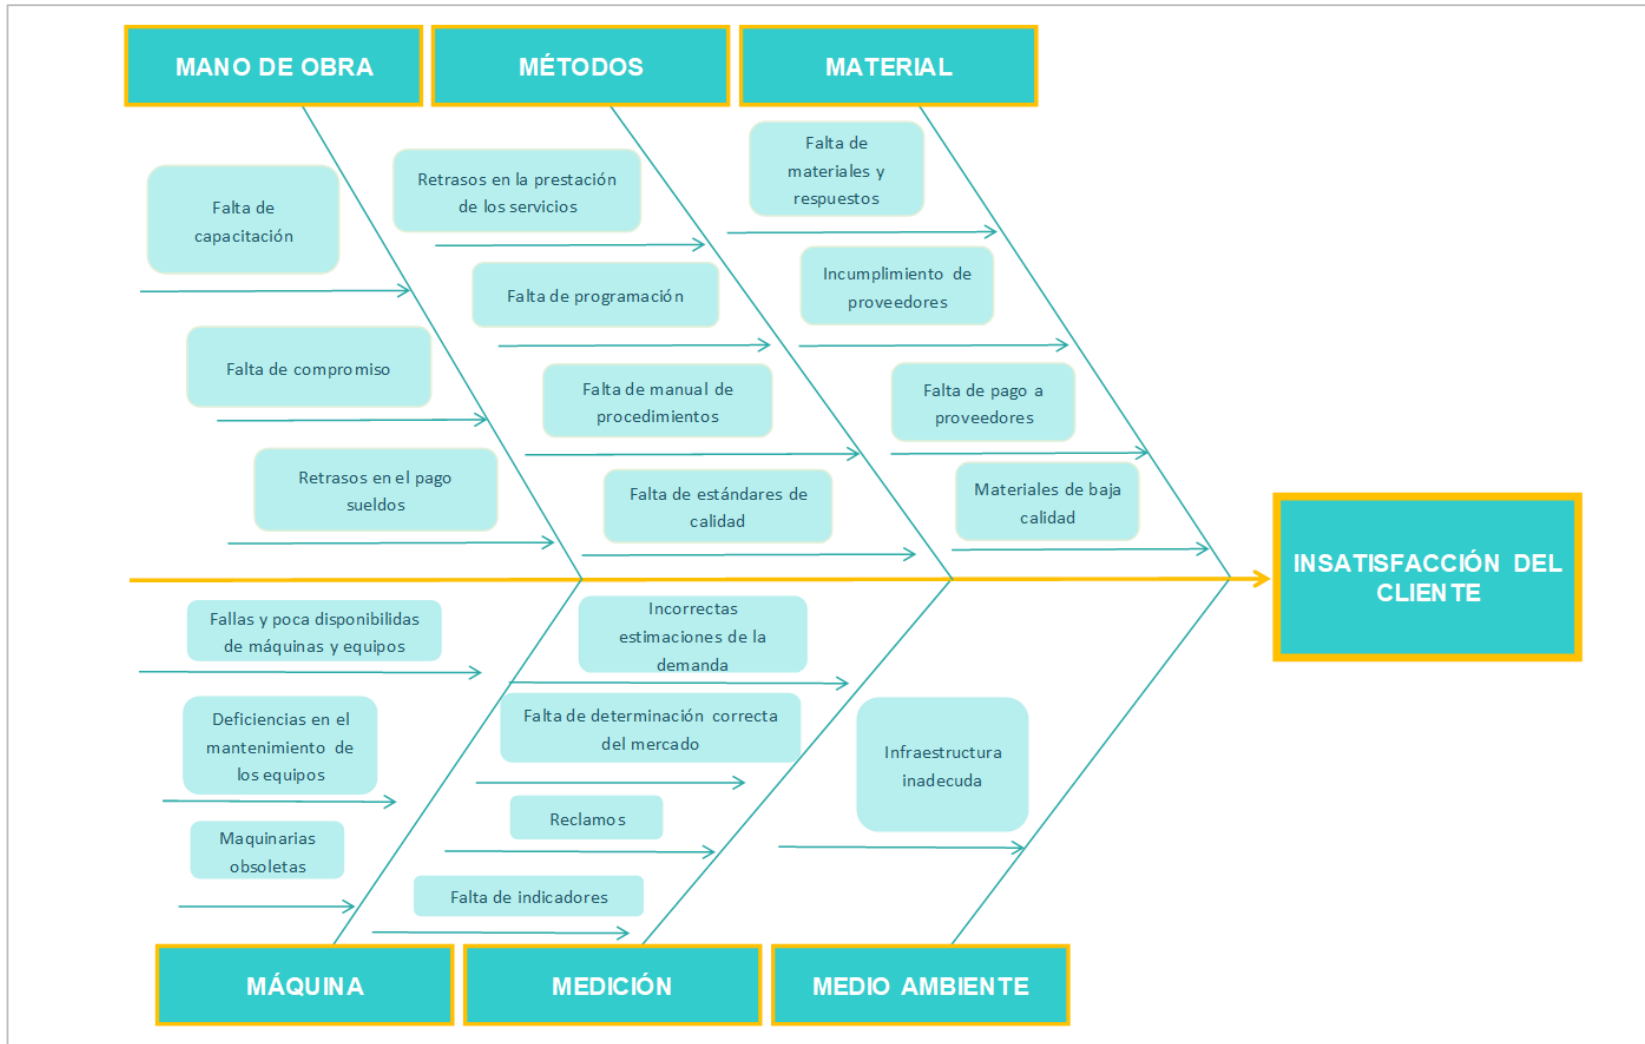 MANO DE OBRA
MÉTODOS
MATERIAL
Falta de
capacitación
Falta de compromiso
Retrasos en el pago
sueldos
Retrasos en la prestación
de los servicios
Falta de programación
Falta de manual de
procedimientos
Falta de estándares de
calidad
Falta de
materiales y
respuestos
Incumplimiento de
proveedores
Falta de pago a
proveedores
Materiales de baja
calidad
INSATISFACCIÓN DEL
CLIENTE
Fallas y poca disponibilidas
de máquinas y equipos
Deficiencias en el
mantenimiento de
los equipos
Maquinarias
obsoletas
Incorrectas
estimaciones de la
demanda
Falta de determinación correcta
del mercado
Reclamos
Falta de indicadores
Infraestructura
inadecuda
MÁQUINA
MEDICIÓN
MEDIO AMBIENTE